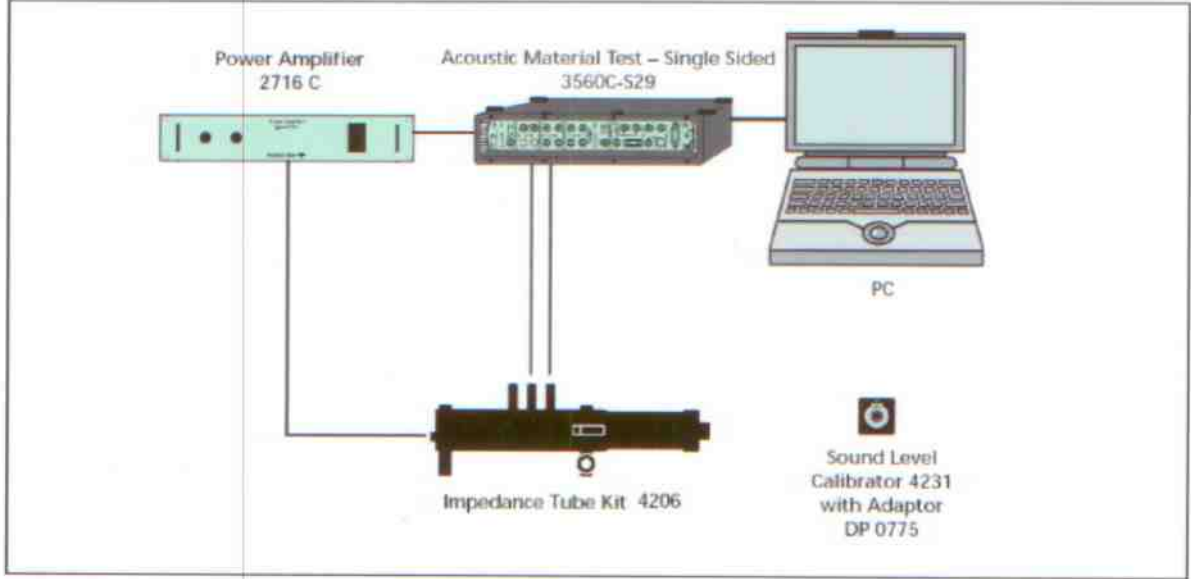 Power Amplifier
2716 C
Acoustic Material Test – Single Sided
3560C-S29
PC
Impedance Tube Kit 4206
Sound Level
Calibrator 4231
with Adaptor
DP 0775